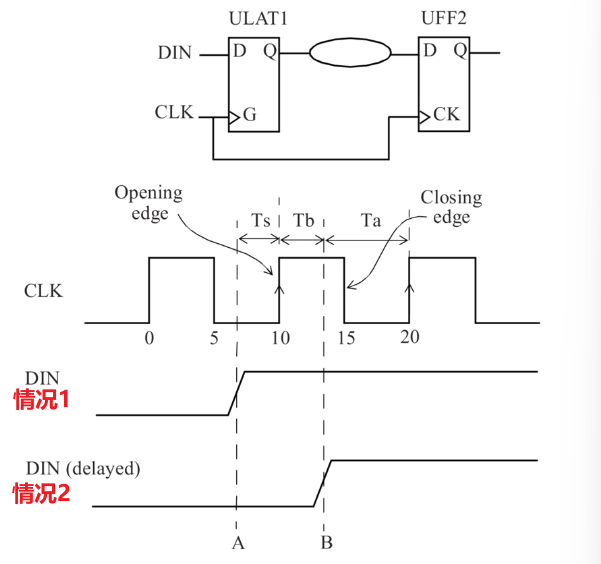 ULAT1
UFF2
DIN
D Q
D Q
CLK
G
CK
Opening
edge
Closing
edge
Ts
Tb
Ta
CLK
0
5
10
15
20
DIN
情况1
DIN (delayed)
情况2
A
B